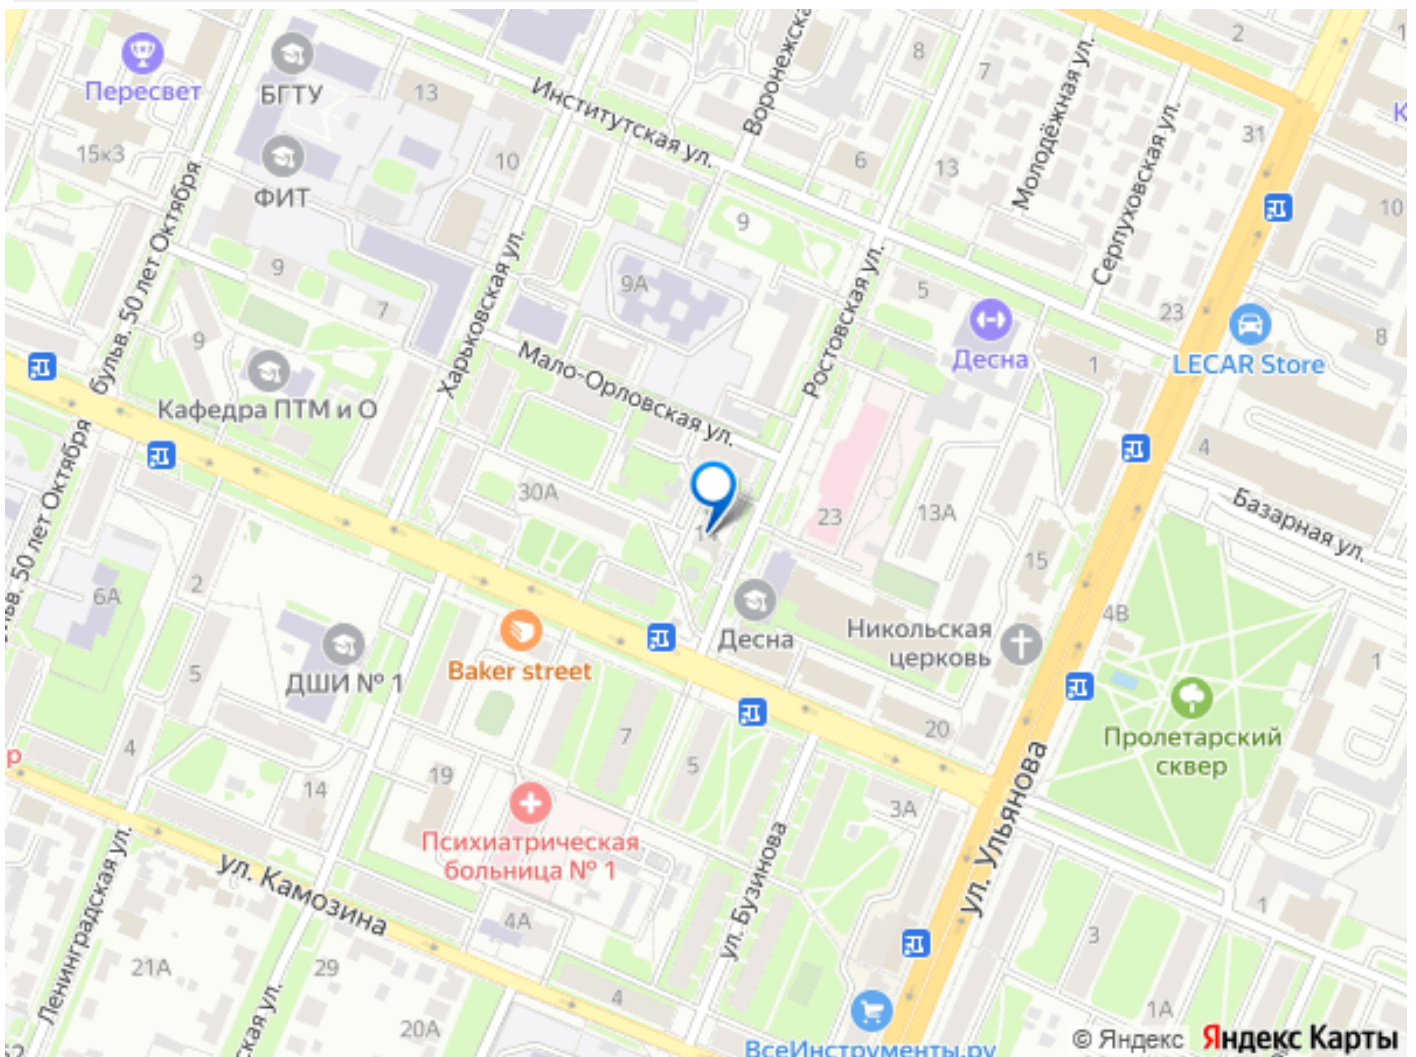 Пересвет
БГТУ
13
15к3
10
ФИТ
бульв. 50 лет Октября
Институтская ул.
8
7
2
31
6
13
Молодёжная ул.
Серпуховская ул.
10
9
9А
Харьковская ул.
Ростовская ул.
5
23
8
9
7
9
Десна
1
LECAR Store
Кафедра ПТМ и О
Мало-Орловская ул.
4
Базарная ул.
30А
23
13А
15
4В
6А
2
Десна
Никольская
церковь
1
Baker street
ДШИ № 1
5
4
7
5
20
Пролетарский
сквер
14
19
3А
Психиатрическая
больница № 1
ул. Камозина
ул. Бузинова
ул. Ульянова
Ленинградская ул.
4А
3
1
21А
29
4
20А
1А
ВсеИнструменты.ру
© Яндекс Яндекс Карты